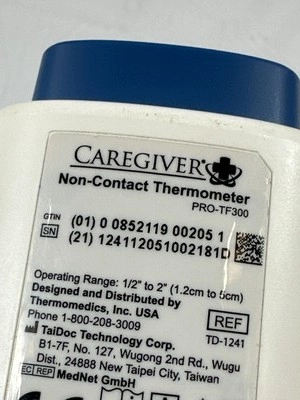 CAREGIVER®
Non-Contact Thermometer
PRO-TF300
GTIN (01) 0 0852119 00205 1
SN (21) 124112051002181D
Operating Range: 1/2" to 2" (1.2cm to 5cm)
Designed and Distributed by
Thermomedics, Inc. USA
Phone 1-800-208-3009
REF
TaiDoc Technology Corp.
TD-1241
B1-7F, No. 127, Wugong 2nd Rd., Wugu
Dist., 24888 New Taipei City, Taiwan
EC REP MedNet GmbH